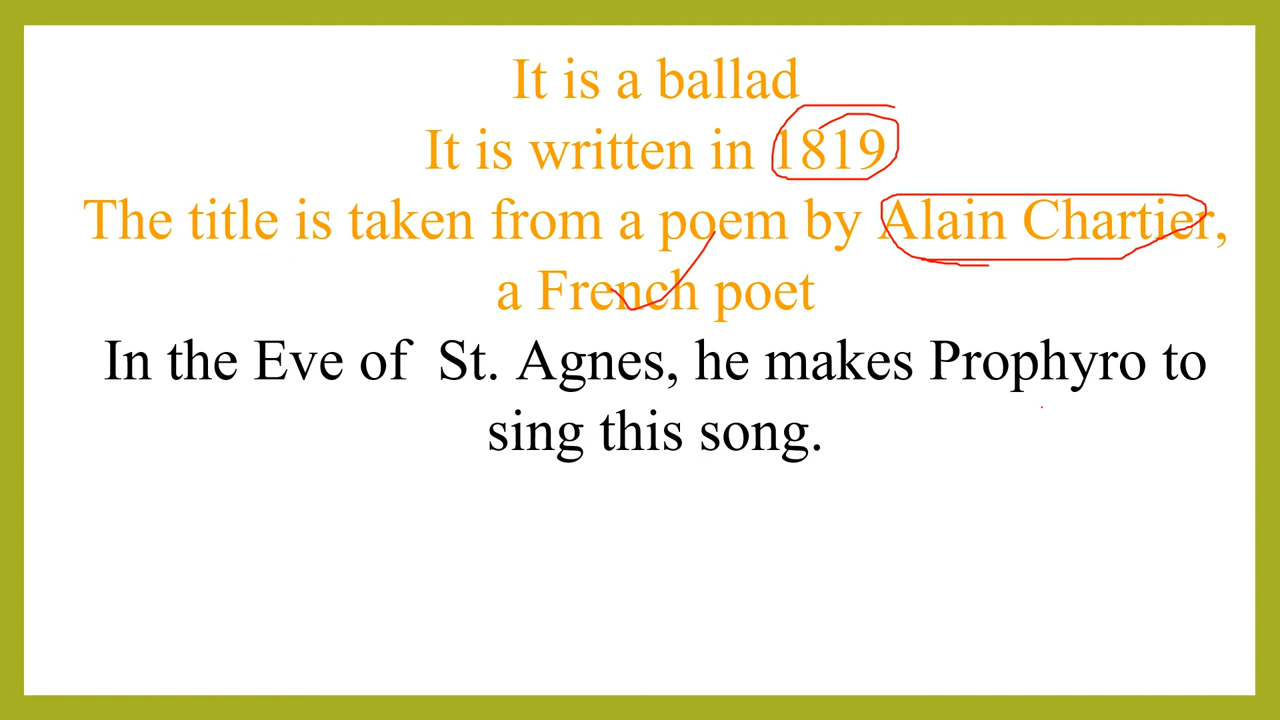 It is a ballad
It is written in 1819
The title is taken from a poem by Alain Chartier,
a French poet
In the Eve of St. Agnes, he makes Prophyro to
sing this song.